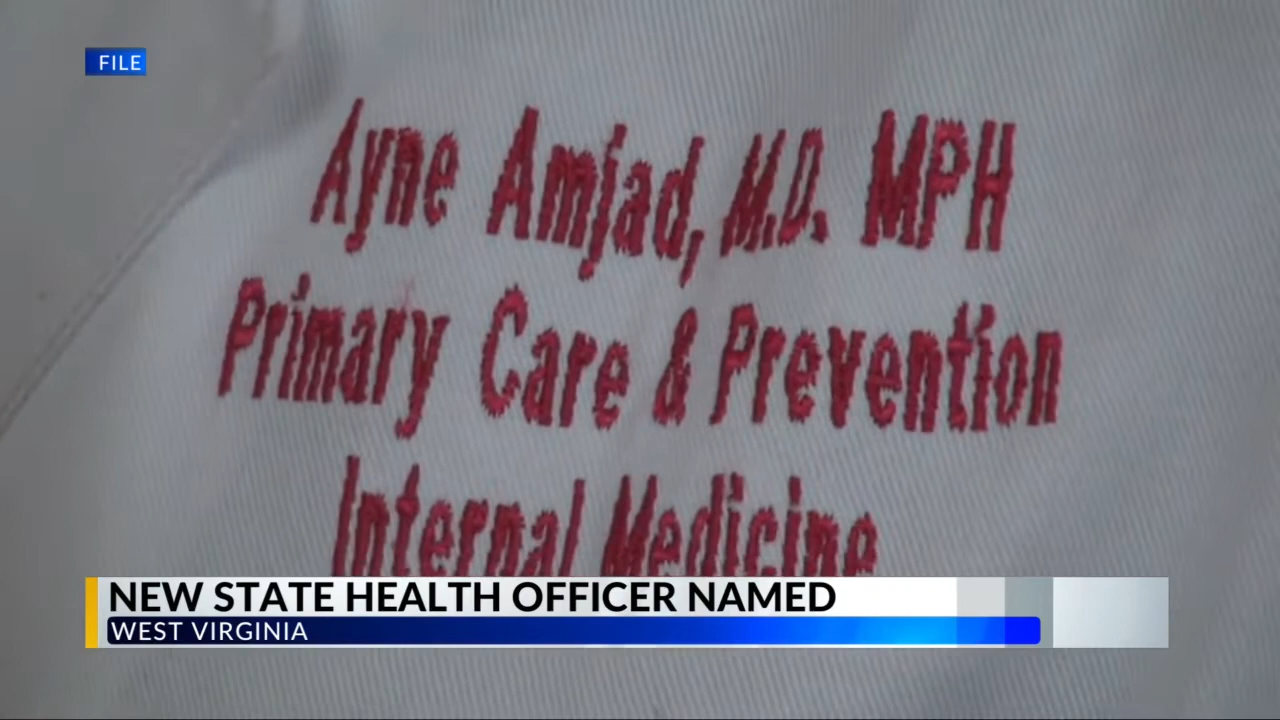 FILE
Ayne Amjad, M.D. MPH
Primary Care & Prevention
Internal Medicine
NEW STATE HEALTH OFFICER NAMED
WEST VIRGINIA